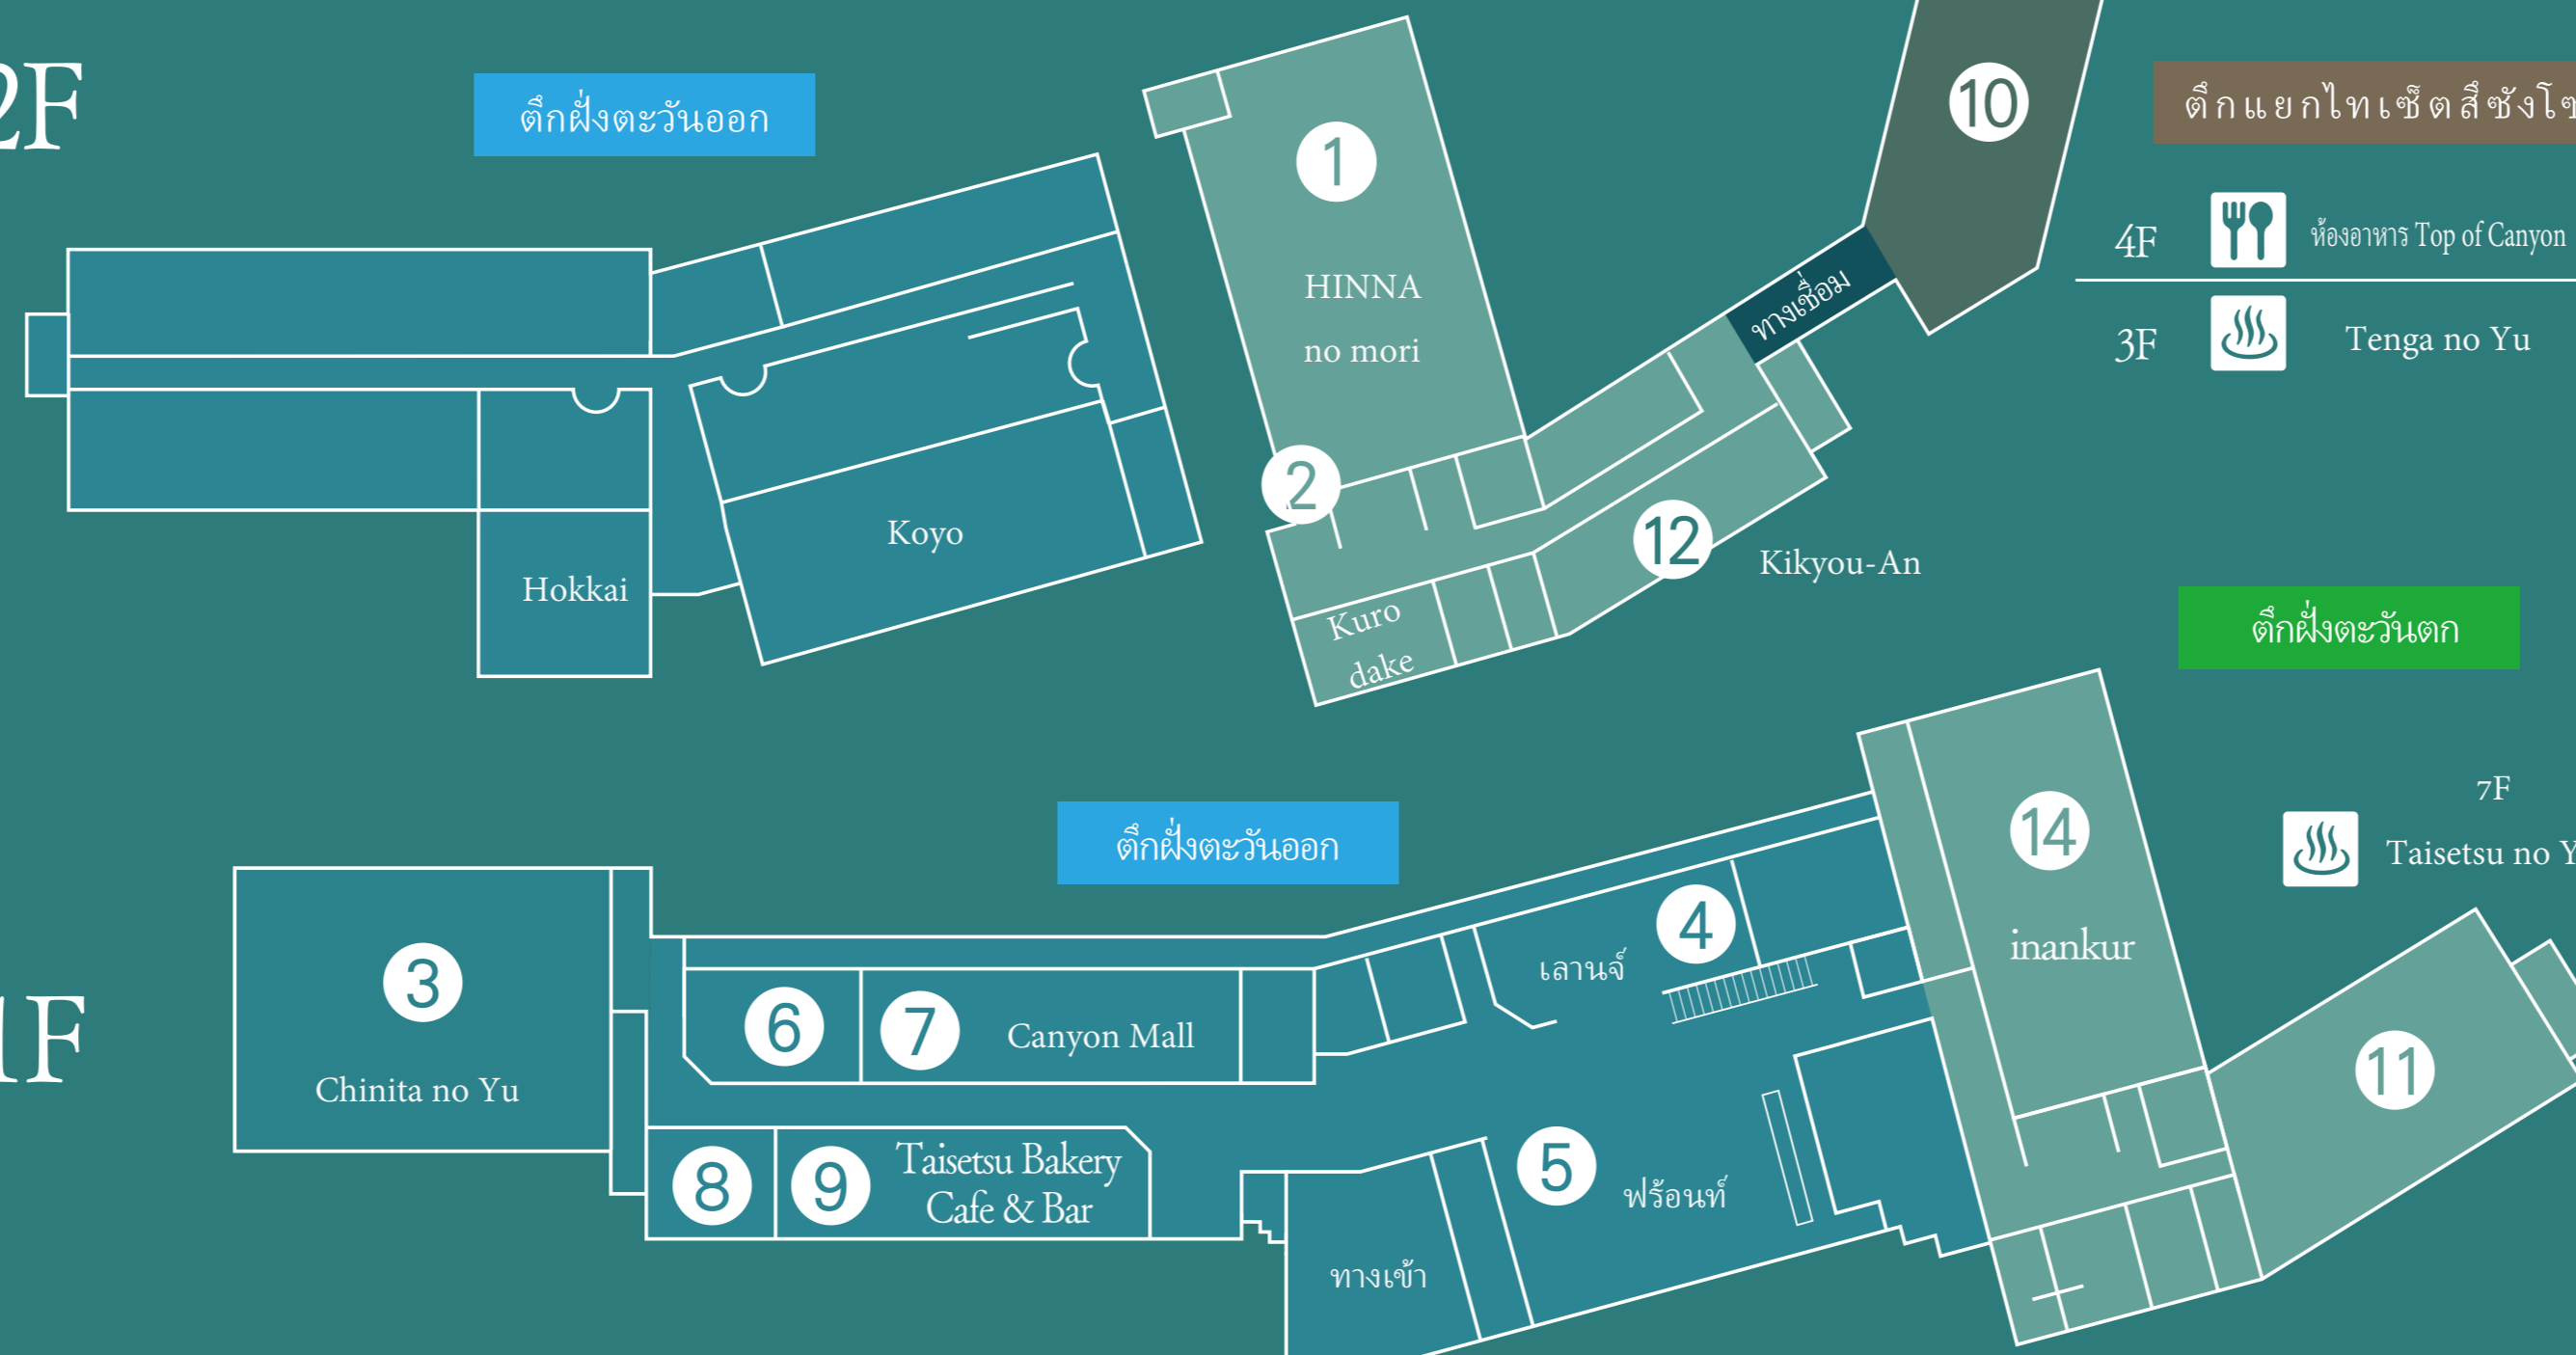 2F
ตึกฝั่งตะวันออก
1
HINNA
no mori
2
Koyo
Hokkai
Kuro
dake
10
ทางเชื่อม
12
Kikyou-An
ตึกแยกไทเซ็ตสึซังโซ
4F
ห้องอาหาร Top of Canyon
3F
Tenga no Yu
ตึกฝั่งตะวันตก
7F
Taisetsu no Y
1F
ตึกฝั่งตะวันออก
3
Chinita no Yu
6
7
Canyon Mall
8
9
Taisetsu Bakery
Cafe & Bar
เลานจ์
4
5
ฟร้อนท์
ทางเข้า
14
inankur
11